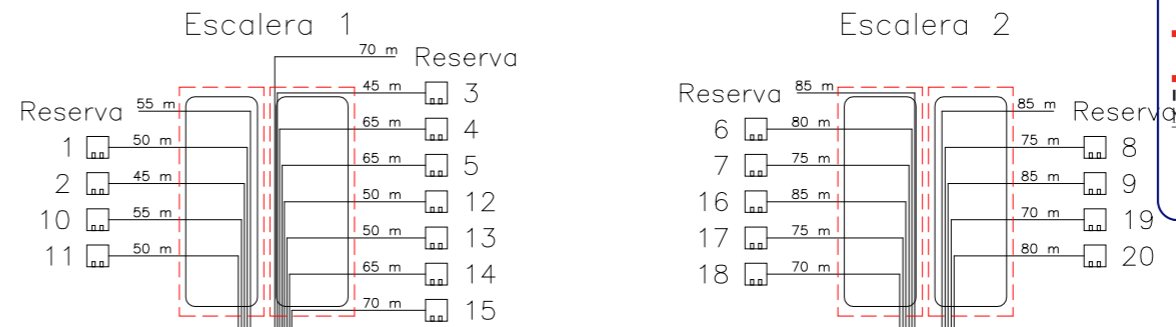 Escalera 1
Escalera 2
70 m Reserva
45 m 3
Reserva 55 m
65 m 4
1 50 m
65 m 5
2 45 m
50 m 12
10 55 m
50 m 13
11 50 m
65 m 14
70 m 15
Reserva 85 m
85 m Reserva
6 80 m
75 m 8
7 75 m
85 m 9
16 85 m
70 m 19
17 75 m
80 m 20
18 70 m